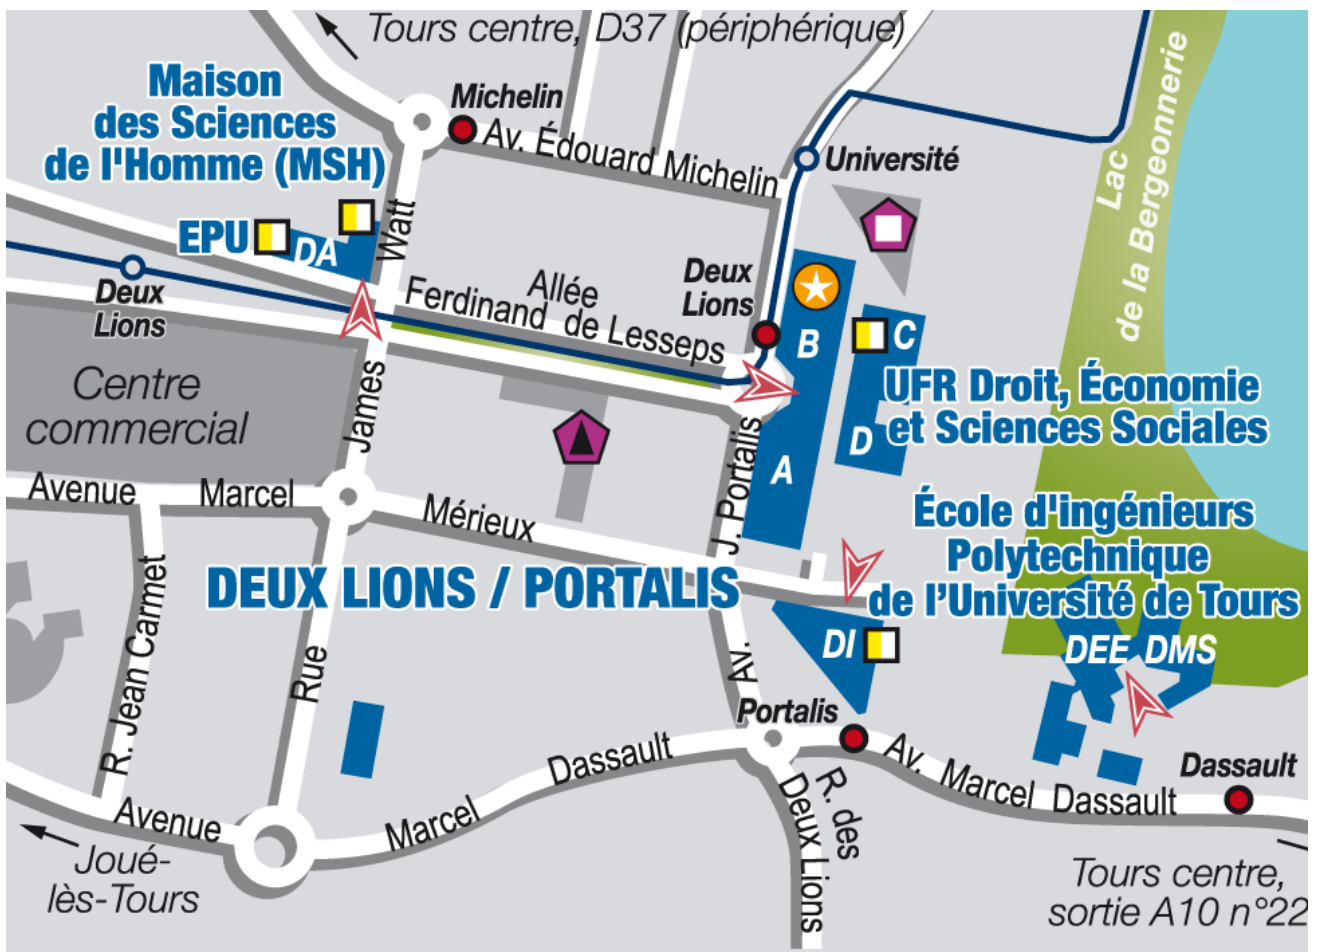 Tours centre, D37 (périphérique)
Maison
des Sciences
de l'Homme (MSH)
Michelin
Av. Édouard Michelin
Université
Lac
de la Bergeonnerie
EPU
DA
Watt
Deux
Lions
Allée
Ferdinand de Lesseps
Deux
Lions
B
C
Centre
commercial
James
UFR Droit, Économie
et Sciences Sociales
D
A
J. Portalis
Avenue Marcel Mérieux
École d'ingénieurs
Polytechnique
de l'Université de Tours
DEUX LIONS / PORTALIS
R. Jean Carmet
Rue
Av.
DI
DEE DMS
Portalis
Dassault
Av. Marcel Dassault
Avenue Marcel Dassault
R. des
Deux Lions
Joué-
lès-Tours
Tours centre,
sortie A10 n°22